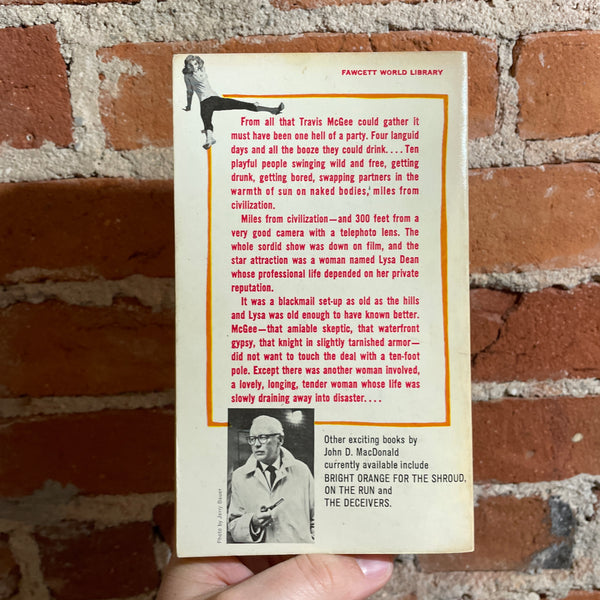 FAWCETT WORLD LIBRARY
From all that Travis McGee could gather it
must have been one hell of a party. Four languid
days and all the booze they could drink. . . . Ten
playful people swinging wild and free, getting
drunk, getting bored, swapping partners in the
warmth of sun on naked bodies, miles from
civilization.
Miles from civilization—and 300 feet from a
very good camera with a telephoto lens. The
whole sordid show was down on film, and the
star attraction was a woman named Lysa Dean
whose professional life depended on her private
reputation.
It was a blackmail set-up as old as the hills
and Lysa was old enough to have known better.
McGee—that amiable skeptic, that waterfront
gypsy, that knight in slightly tarnished armor—
did not want to touch the deal with a ten-foot
pole. Except there was another woman involved,
a lovely, longing, tender woman whose life was
slowly draining away into disaster. . . .
Other exciting books by
John D. MacDonald
currently available include
BRIGHT ORANGE FOR THE SHROUD,
ON THE RUN and
THE DECEIVERS.
Photo by Jerry Bauer